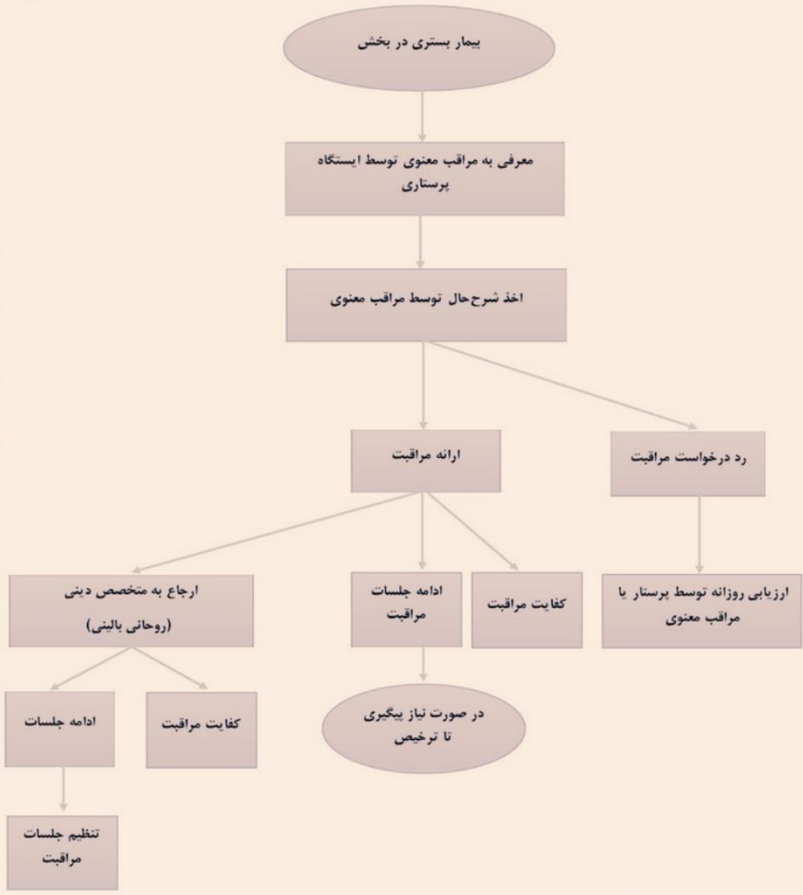 بیمار بستری در بخش
معرفی به مراقب معنوی توسط ایستگاه
پرستاری
اخذ شرح‌حال توسط مراقب معنوی
رد درخواست مراقبت
ارائه مراقبت
ارزیابی روزانه توسط پرستار یا
مراقب معنوی
کفایت مراقبت
ادامه جلسات
مراقبت
ارجاع به متخصص دینی
(روحانی بالینی)
در صورت نیاز پیگیری
تا ترخیص
کفایت مراقبت
ادامه جلسات
تنظیم جلسات
مراقبت